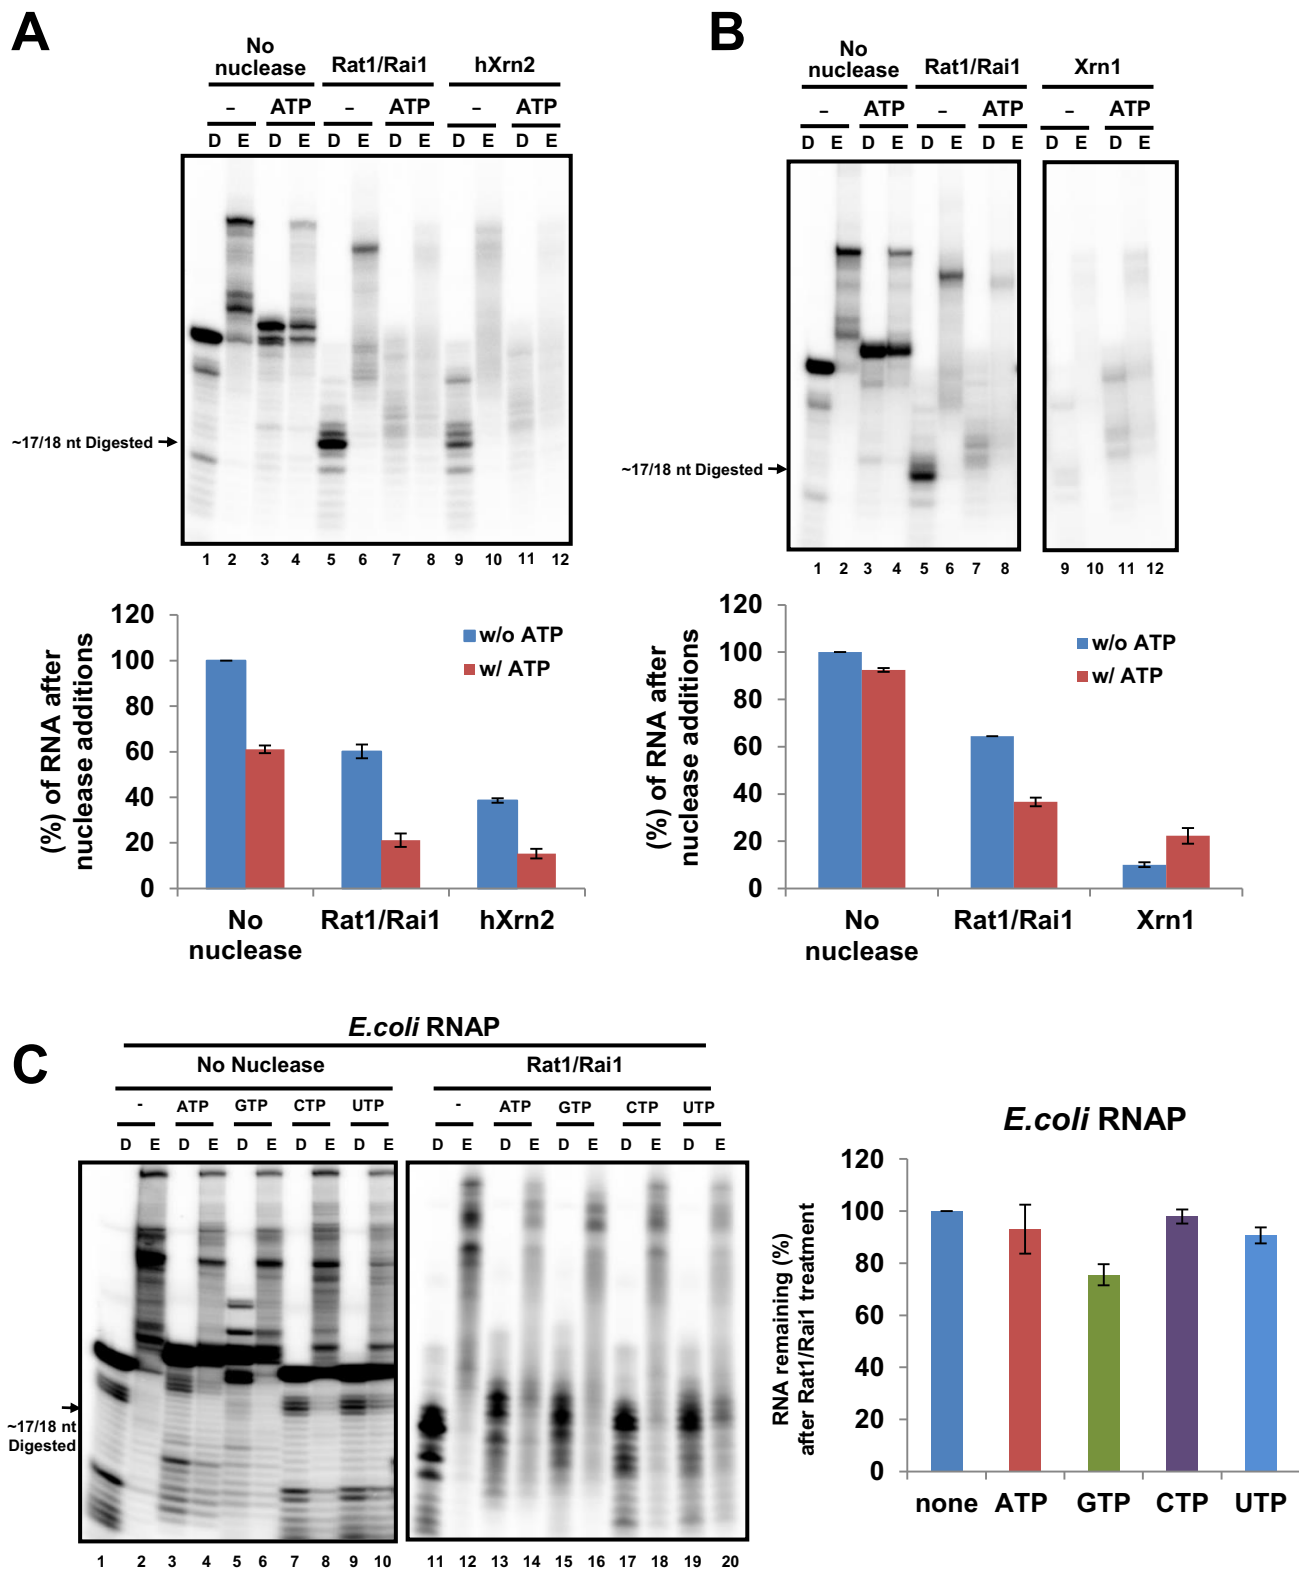 A
No
nuclease
Rat1/Rai1
hXrn2
– ATP – ATP – ATP
D E D E D E D E D E D E
~17/18 nt Digested
1 2 3 4 5 6 7 8 9 10 11 12
(%) of RNA after
nuclease additions
120
100
80
60
40
20
0
w/o ATP
w/ ATP
No
nuclease
Rat1/Rai1
hXrn2
B
No
nuclease
Rat1/Rai1
Xrn1
– ATP – ATP – ATP
D E D E D E D E D E D E
~17/18 nt Digested
1 2 3 4 5 6 7 8 9 10 11 12
(%) of RNA after
nuclease additions
120
100
80
60
40
20
0
w/o ATP
w/ ATP
No
nuclease
Rat1/Rai1
Xrn1
C
E.coli RNAP
No Nuclease
Rat1/Rai1
- ATP GTP CTP UTP - ATP GTP CTP UTP
D E D E D E D E D E D E D E D E D E D E
~17/18 nt
Digested
1 2 3 4 5 6 7 8 9 10 11 12 13 14 15 16 17 18 19 20
E.coli RNAP
RNA remaining (%)
after Rat1/Rai1 treatment
120
100
80
60
40
20
0
none ATP GTP CTP UTP